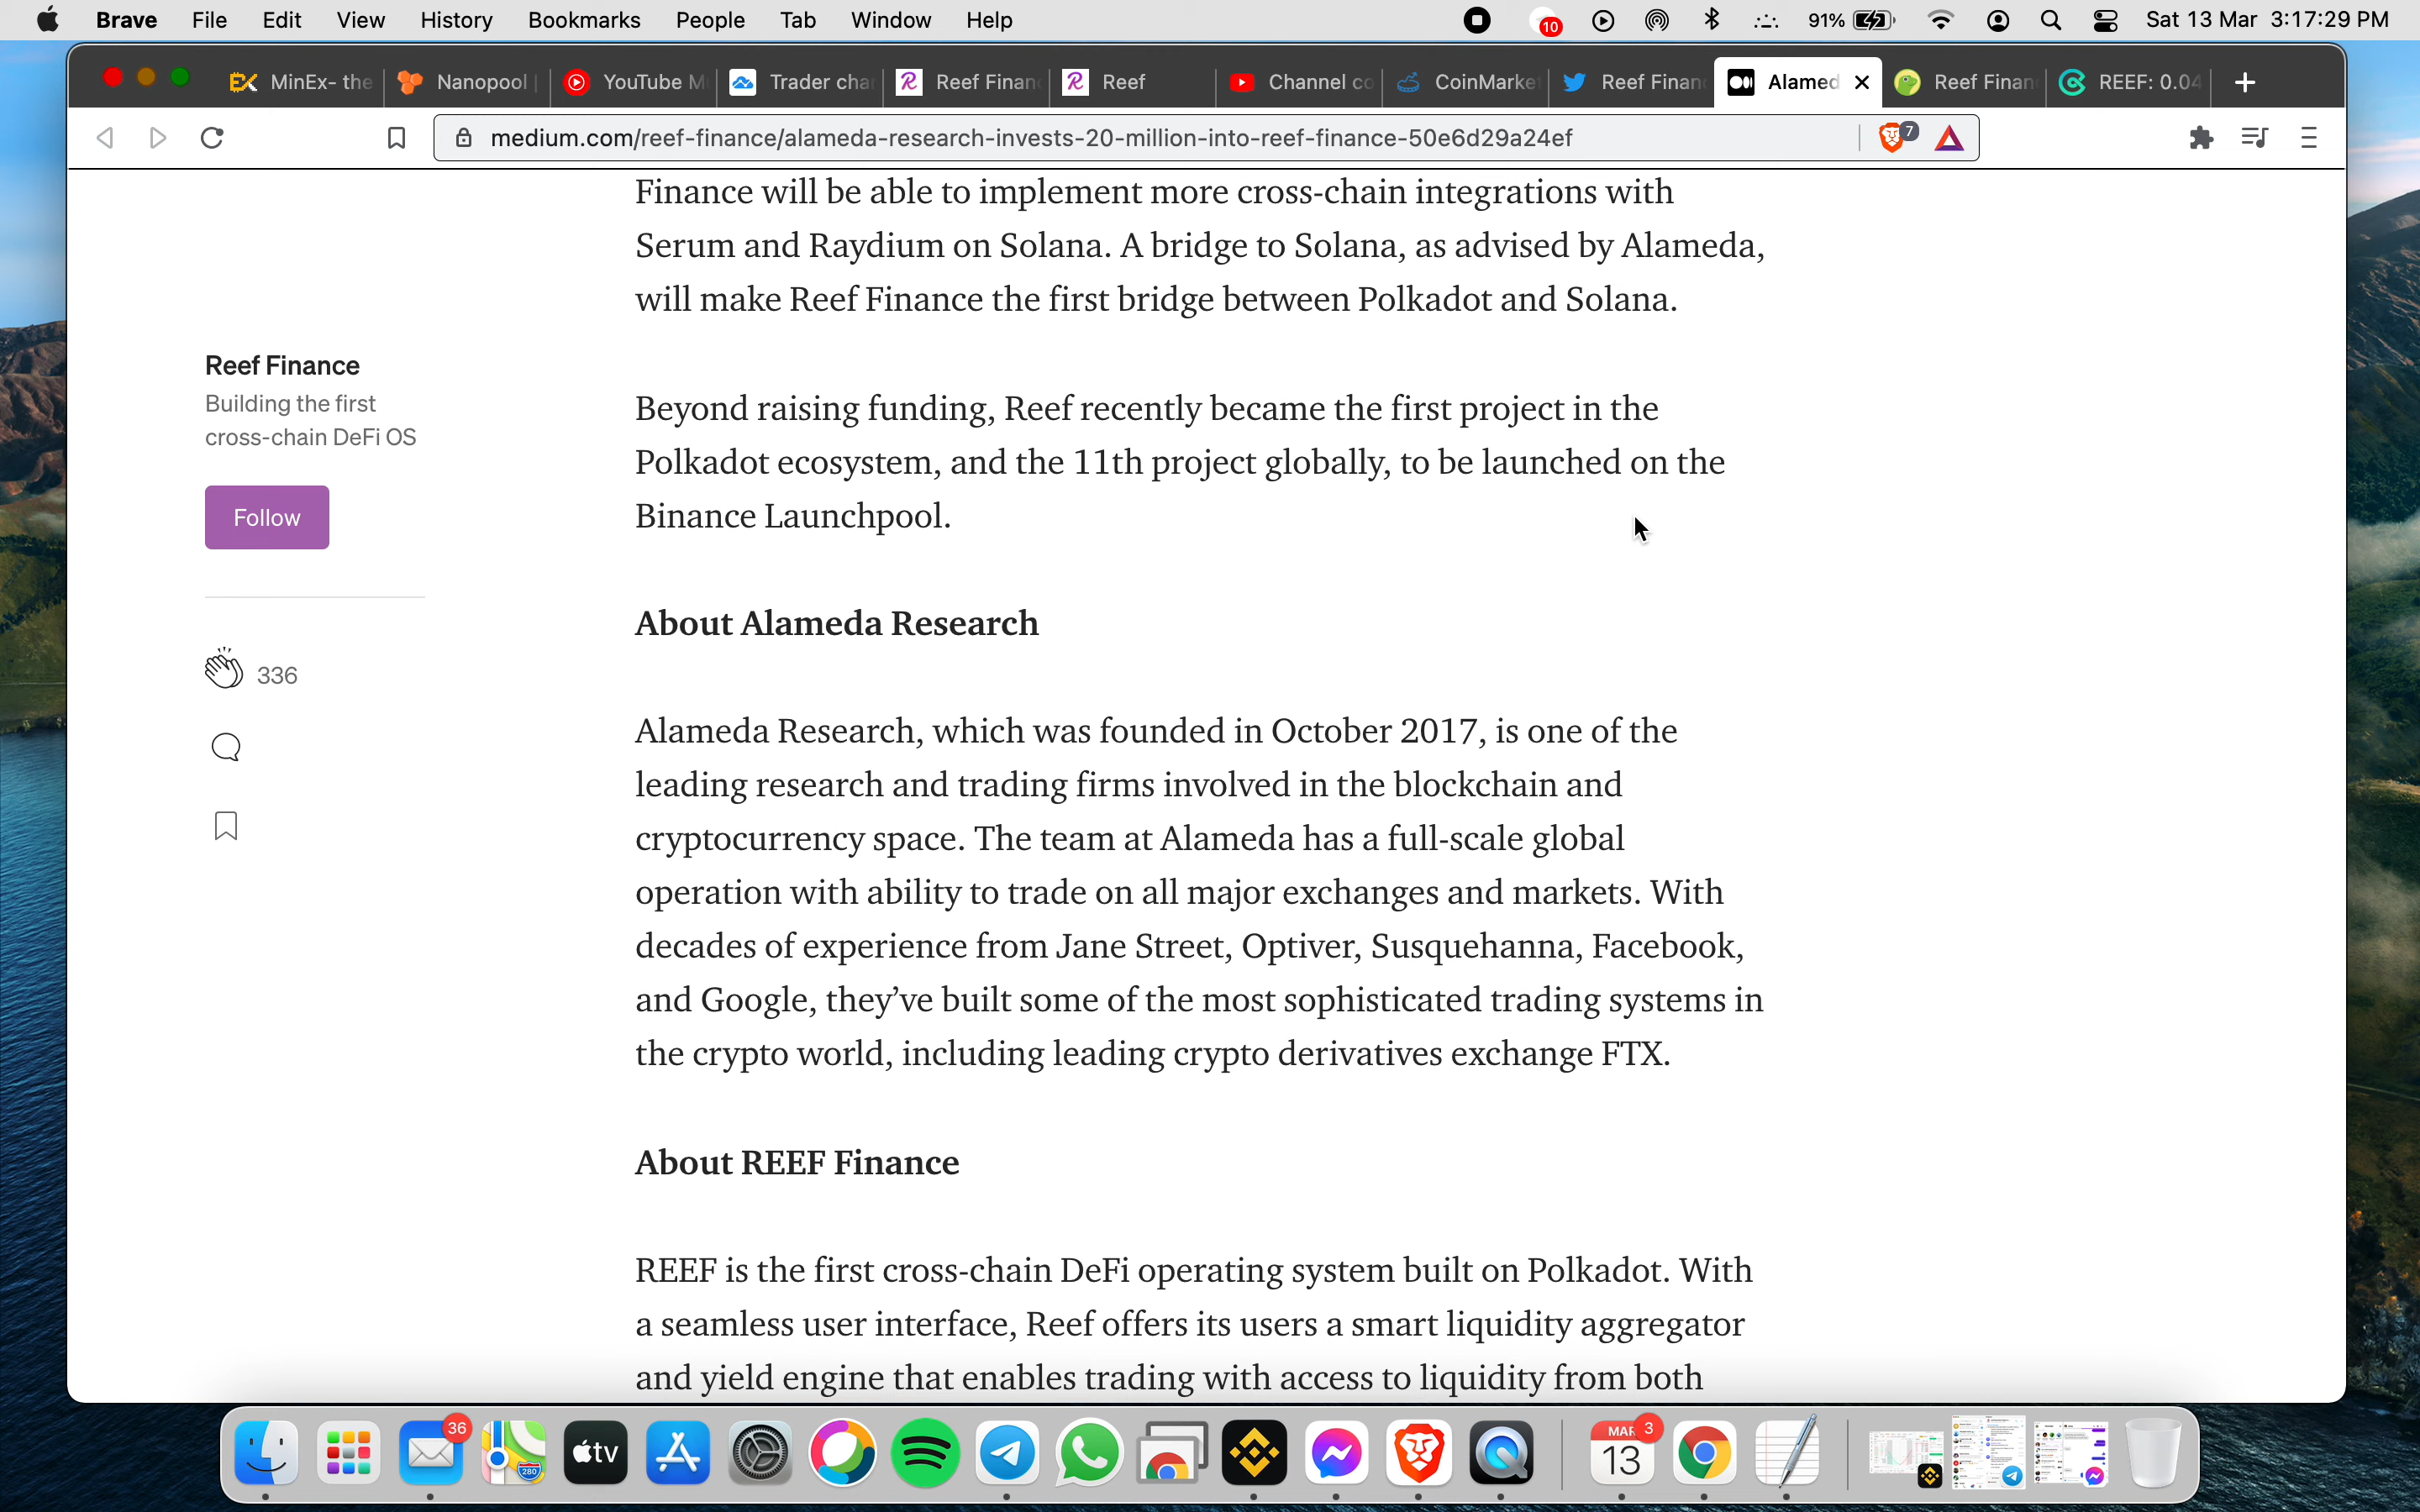 Brave File Edit View History Bookmarks People Tab Window Help 10 91% Sat 13 Mar 3:17:29 PM
MinEx- the Nanopool YouTube M Trader cha Reef Finan Reef Channel co CoinMarke Reef Finan Alamed Reef Finan REEF: 0.04
medium.com/reef-finance/alameda-research-invests-20-million-into-reef-finance-50e6d29a24ef 7
Finance will be able to implement more cross-chain integrations with
Serum and Raydium on Solana. A bridge to Solana, as advised by Alameda,
will make Reef Finance the first bridge between Polkadot and Solana.
Reef Finance
Building the first
cross-chain DeFi OS
Follow
336
Beyond raising funding, Reef recently became the first project in the
Polkadot ecosystem, and the 11th project globally, to be launched on the
Binance Launchpool.
About Alameda Research
Alameda Research, which was founded in October 2017, is one of the
leading research and trading firms involved in the blockchain and
cryptocurrency space. The team at Alameda has a full-scale global
operation with ability to trade on all major exchanges and markets. With
decades of experience from Jane Street, Optiver, Susquehanna, Facebook,
and Google, they’ve built some of the most sophisticated trading systems in
the crypto world, including leading crypto derivatives exchange FTX.
About REEF Finance
REEF is the first cross-chain DeFi operating system built on Polkadot. With
a seamless user interface, Reef offers its users a smart liquidity aggregator
and yield engine that enables trading with access to liquidity from both
36 280 tv MAR 3
13